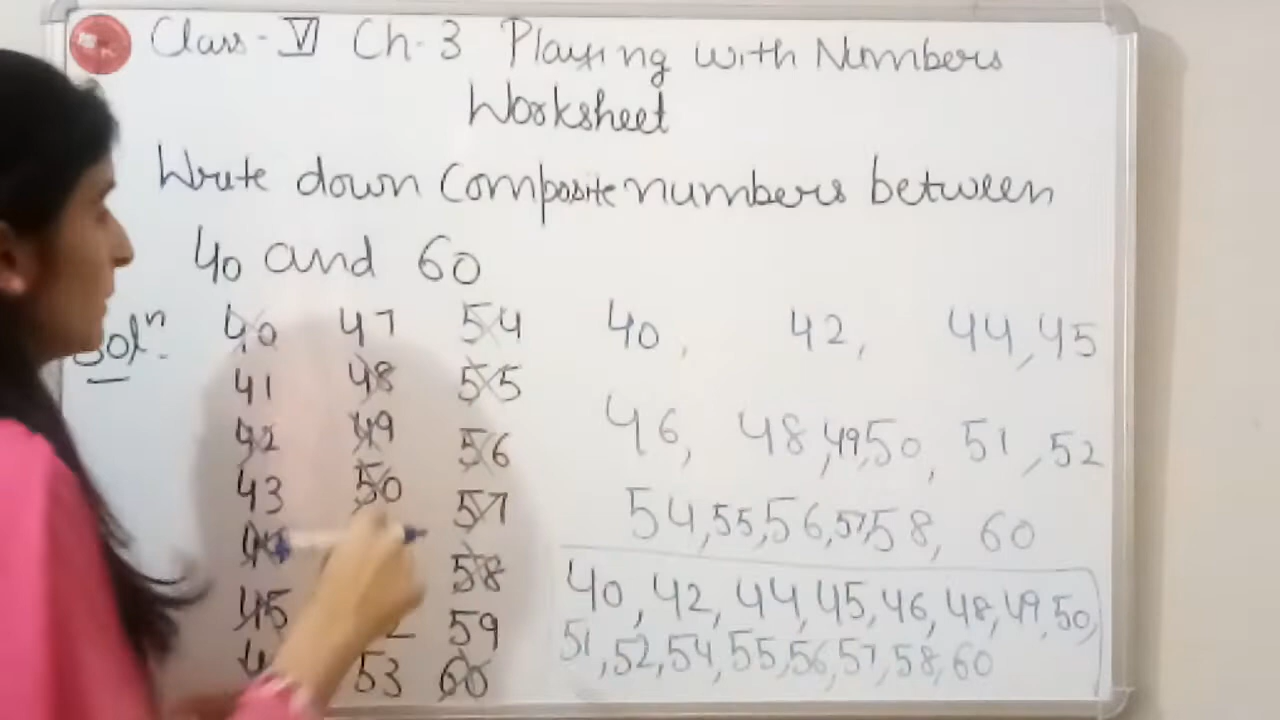 Class - VI Ch-3 Playing with Numbers
Worksheet
Write down Composite numbers between
40 and 60
Solⁿ.
40 47 54
41 48 55
42 49 56
43 50 57
44
45 58
59
53 60
40, 42, 44, 45
46, 48, 49, 50, 51, 52
54, 55, 56, 57, 58, 60
40, 42, 44, 45, 46, 48, 49, 50,
51, 52, 54, 55, 56, 57, 58, 60